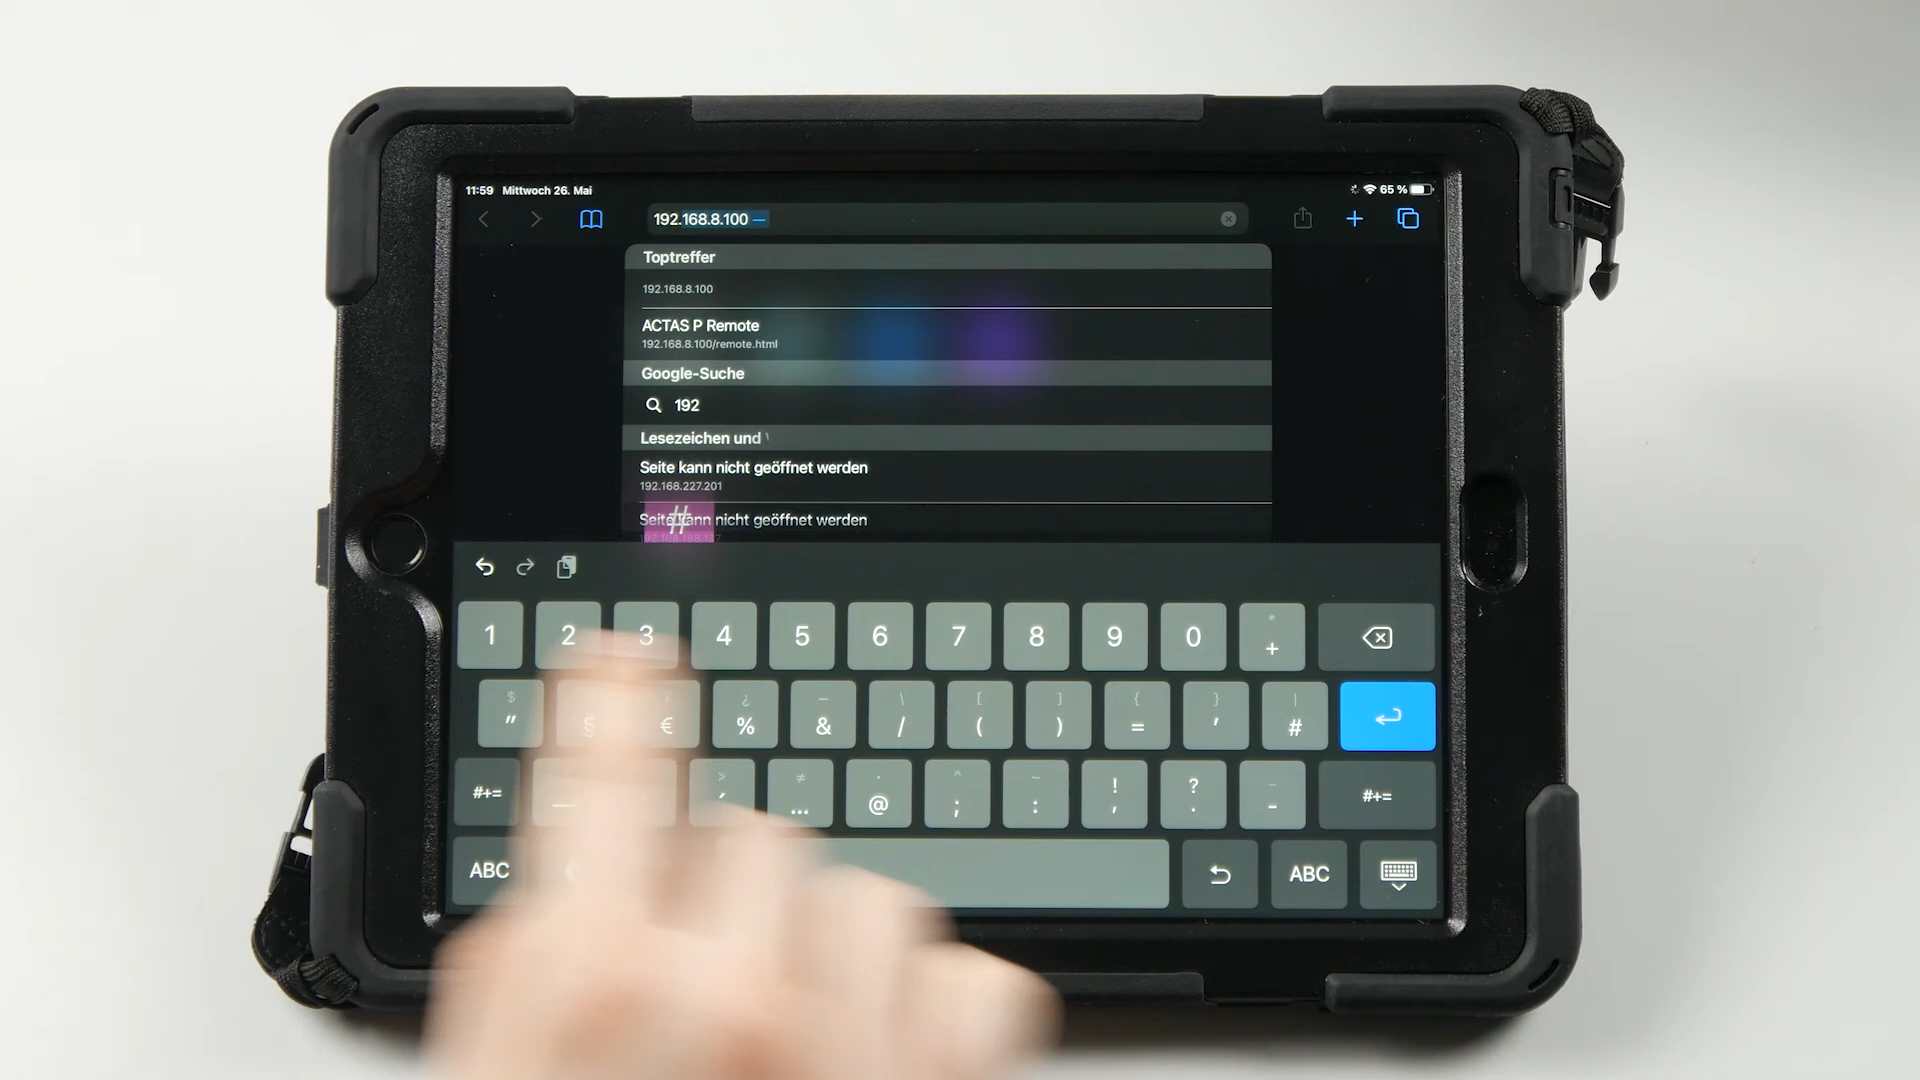 11:59 Mittwoch 26. Mai 65 %
192.168.8.100 —
Toptreffer
192.168.8.100
ACTAS P Remote
192.168.8.100/remote.html
Google-Suche
192
Lesezeichen und
Seite kann nicht geöffnet werden
192.168.227.201
#
Seite kann nicht geöffnet werden
1 2 3 4 5 6 7 8 9 0 * +
$ " § € ¿ % — & \ / [ ( ] ) { = } ' | #
#+= > ≠ … · @ ^ ; ~ : ! , ? . – - #+=
ABC ABC